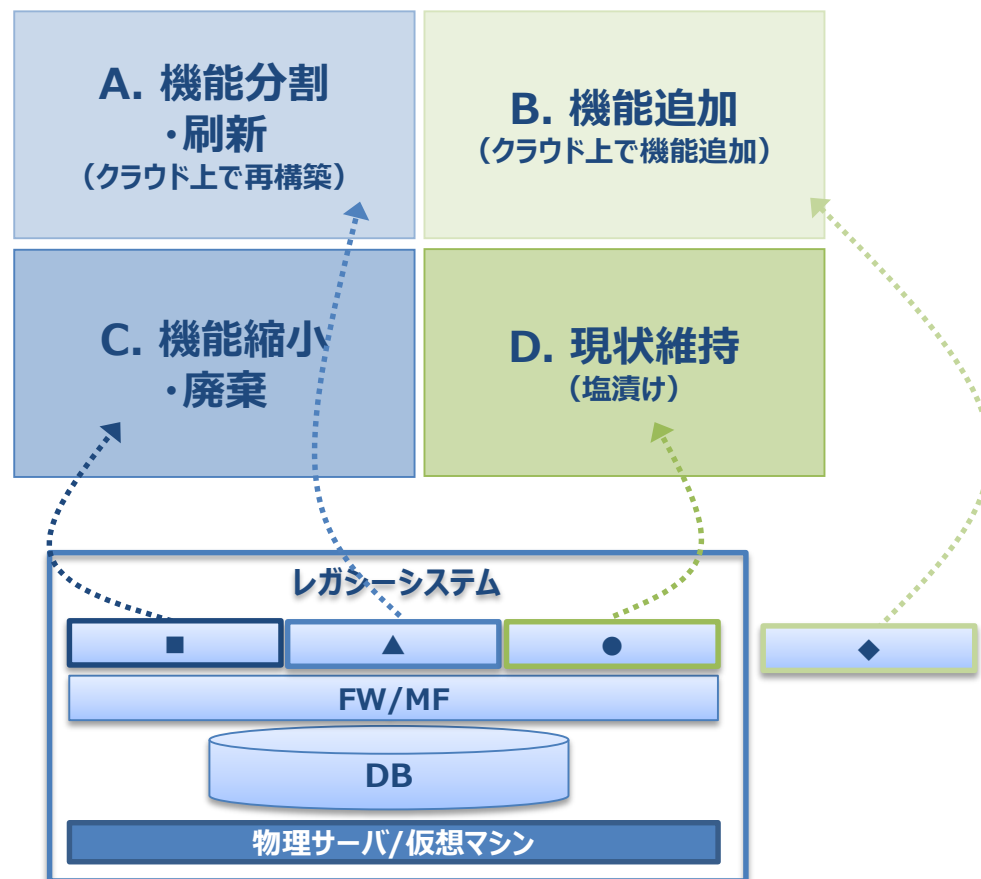 A. 機能分割
・刷新
（クラウド上で再構築）
B. 機能追加
（クラウド上で機能追加）
C. 機能縮小
・廃棄
D. 現状維持
（塩漬け）
レガシーシステム
■
▲
●
◆
FW/MF
DB
物理サーバ/仮想マシン